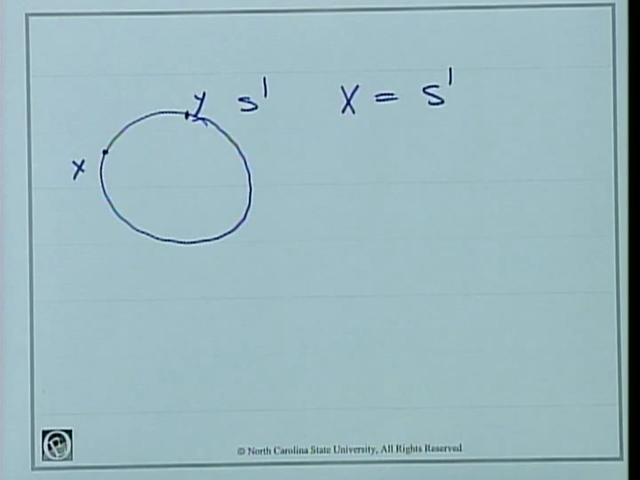 y s¹ X = s¹
x
© North Carolina State University, All Rights Reserved